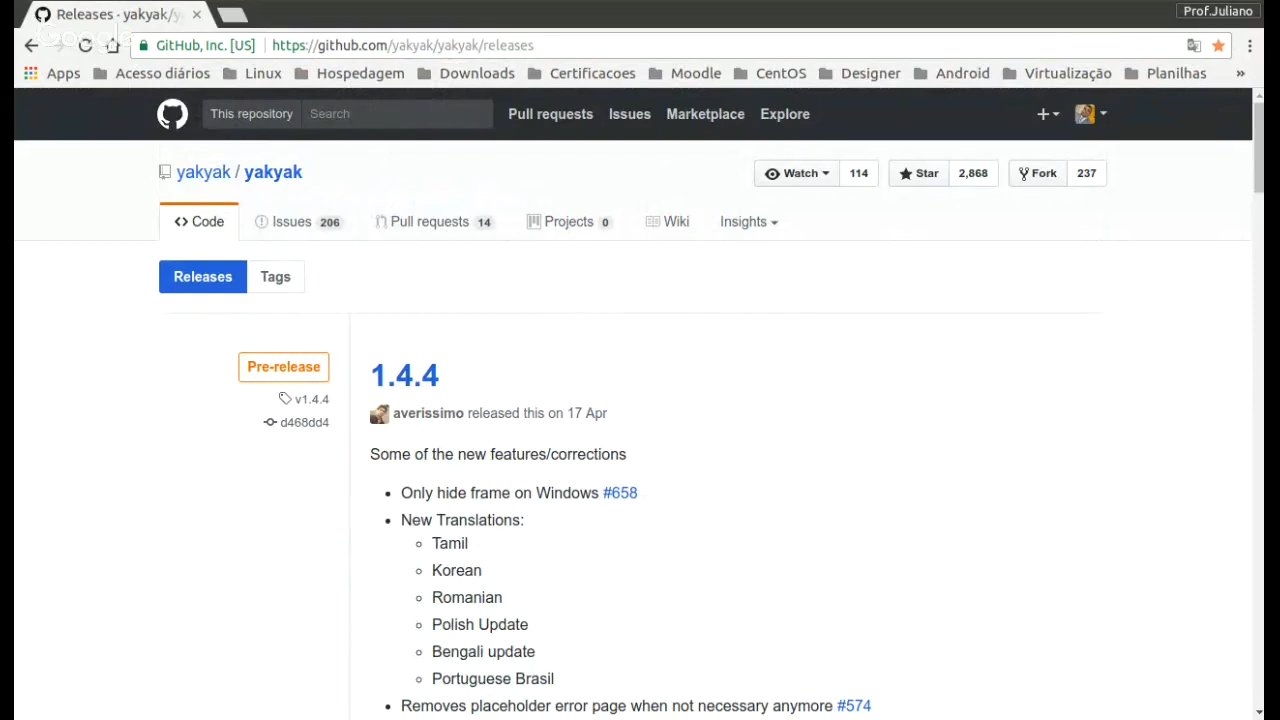 Releases · yakyak/y
Prof.Juliano
Google
GitHub, Inc. [US] https://github.com/yakyak/yakyak/releases
Apps Acesso diários Linux Hospedagem Downloads Certificacoes Moodle CentOS Designer Android Virtualização Planilhas »
This repository Search Pull requests Issues Marketplace Explore
yakyak / yakyak Watch 114 Star 2,868 Fork 237
Code Issues 206 Pull requests 14 Projects 0 Wiki Insights
Releases Tags
Pre-release
v1.4.4
d468dd4
1.4.4
averissimo released this on 17 Apr
Some of the new features/corrections
Only hide frame on Windows #658
New Translations:
Tamil
Korean
Romanian
Polish Update
Bengali update
Portuguese Brasil
Removes placeholder error page when not necessary anymore #574